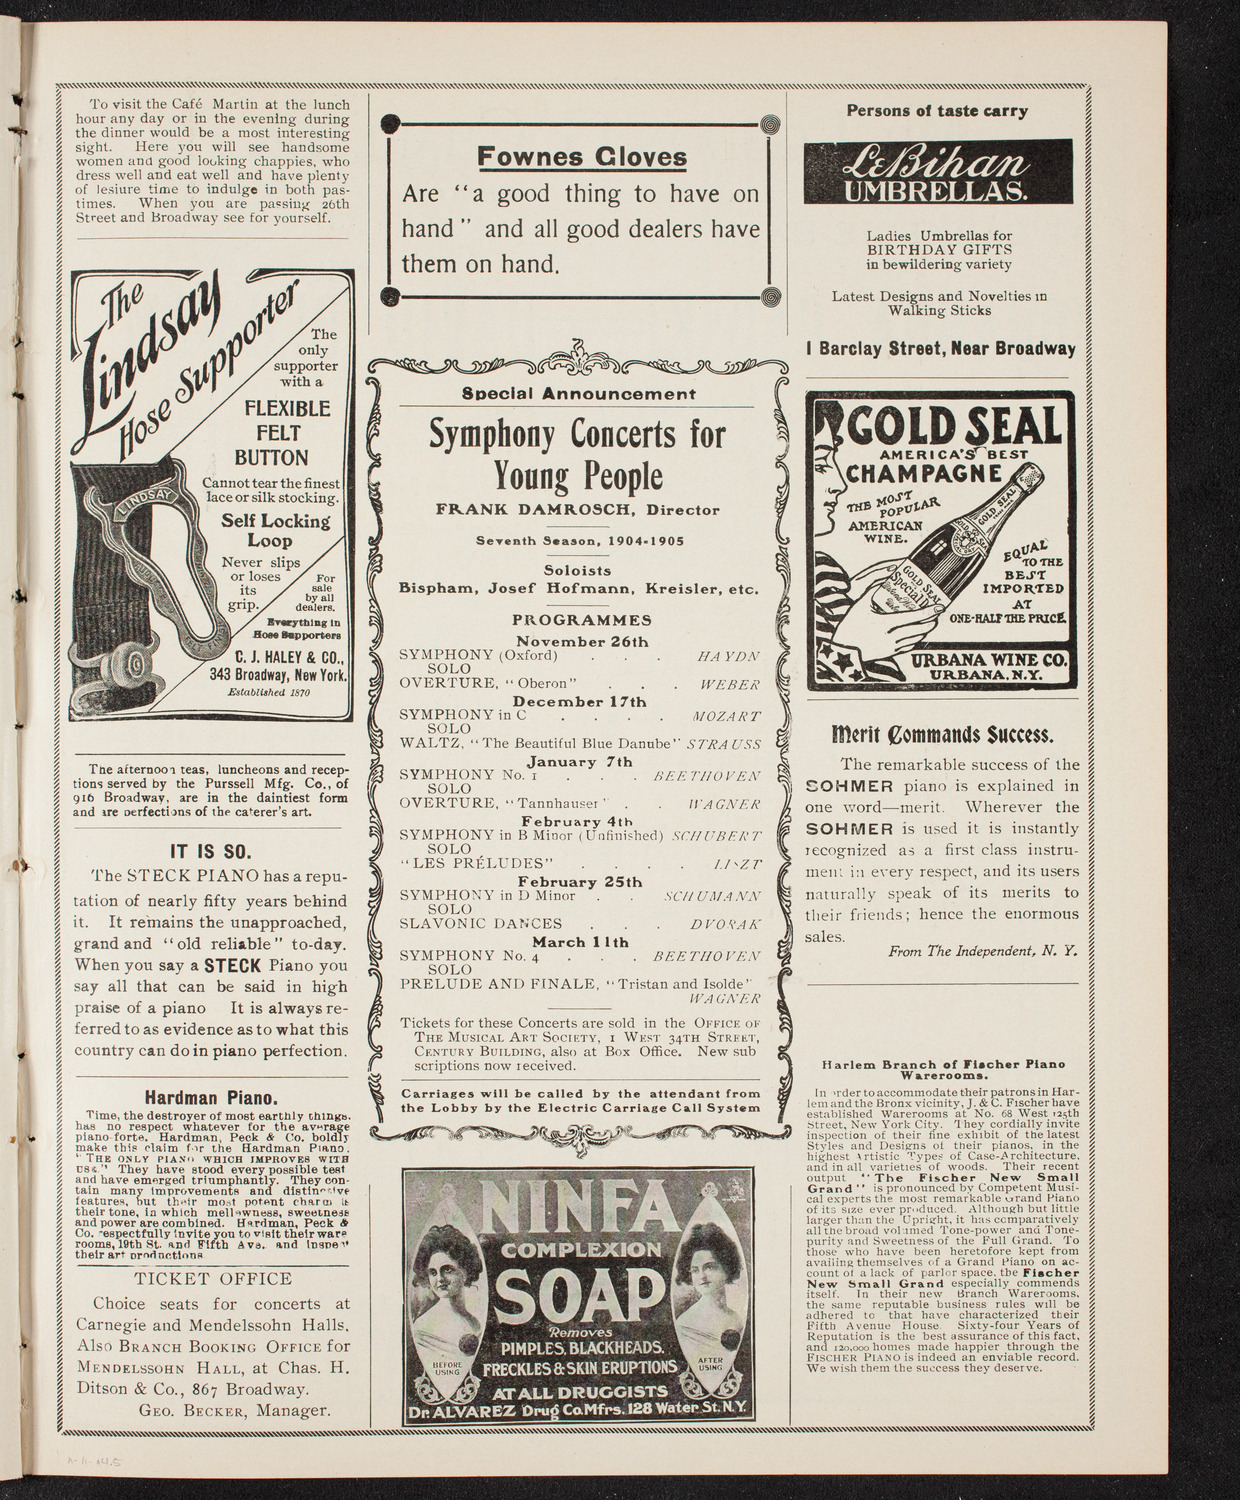 To visit the Café Martin at the lunch
hour any day or in the evening during
the dinner would be a most interesting
sight. Here you will see handsome
women and good looking chappies, who
dress well and eat well and have plenty
of lesiure time to indulge in both pas-
times. When you are passing 26th
Street and Broadway see for yourself.
The
Lindsay
Hose Supporter
The
only
supporter
with a
FLEXIBLE
FELT
BUTTON
Cannot tear the finest
lace or silk stocking.
Self Locking
Loop
Never slips
or loses
its
grip.
For
sale
by all
dealers.
Everything in
Hose Supporters
LINDSAY
C. J. HALEY & CO.,
343 Broadway, New York.
Established 1870
The afternoon teas, luncheons and recep-
tions served by the Purssell Mfg. Co., of
916 Broadway, are in the daintiest form
and are perfections of the caterer's art.
IT IS SO.
The STECK PIANO has a repu-
tation of nearly fifty years behind
it. It remains the unapproached,
grand and "old reliable" to-day.
When you say a STECK Piano you
say all that can be said in high
praise of a piano It is always re-
ferred to as evidence as to what this
country can do in piano perfection.
Hardman Piano.
Time, the destroyer of most earthly things,
has no respect whatever for the average
piano-forte. Hardman, Peck & Co. boldly
make this claim for the Hardman Piano.
"THE ONLY PIANO WHICH IMPROVES WITH
USE." They have stood every possible test
and have emerged triumphantly. They con-
tain many improvements and distinctive
features, but their most potent charm is
their tone, in which mellowness, sweetness
and power are combined. Hardman, Peck &
Co. respectfully invite you to visit their ware
rooms, 19th St. and Fifth Ave. and inspect
their art productions
TICKET OFFICE
Choice seats for concerts at
Carnegie and Mendelssohn Halls,
Also BRANCH BOOKING OFFICE for
MENDELSSOHN HALL, at Chas. H.
Ditson & Co., 867 Broadway.
GEO. BECKER, Manager.
Fownes Gloves
Are "a good thing to have on
hand" and all good dealers have
them on hand.
Special Announcement
Symphony Concerts for
Young People
FRANK DAMROSCH, Director
Seventh Season, 1904-1905
Soloists
Bispham, Josef Hofmann, Kreisler, etc.
PROGRAMMES
November 26th
SYMPHONY (Oxford) . . . HAYDN
SOLO
OVERTURE, "Oberon" . . . WEBER
December 17th
SYMPHONY in C . . . . MOZART
SOLO
WALTZ, "The Beautiful Blue Danube" STRAUSS
January 7th
SYMPHONY No. 1 . . . BEETHOVEN
SOLO
OVERTURE, "Tannhauser" . . WAGNER
February 4th
SYMPHONY in B Minor (Unfinished) SCHUBERT
SOLO
"LES PRÉLUDES" . . . . LISZT
February 25th
SYMPHONY in D Minor . . SCHUMANN
SOLO
SLAVONIC DANCES . . . DVORAK
March 11th
SYMPHONY No. 4 . . . BEETHOVEN
SOLO
PRELUDE AND FINALE, "Tristan and Isolde"
WAGNER
Tickets for these Concerts are sold in the OFFICE OF
THE MUSICAL ART SOCIETY, 1 WEST 34TH STREET,
CENTURY BUILDING, also at Box Office. New sub
scriptions now received.
Carriages will be called by the attendant from
the Lobby by the Electric Carriage Call System
NINFA
COMPLEXION
SOAP
Removes
PIMPLES, BLACKHEADS,
FRECKLES & SKIN ERUPTIONS
BEFORE
USING
AFTER
USING
AT ALL DRUGGISTS
Dr. ALVAREZ Drug Co. Mfrs. 128 Water St. N.Y.
Persons of taste carry
LeBihan
UMBRELLAS.
Ladies Umbrellas for
BIRTHDAY GIFTS
in bewildering variety
Latest Designs and Novelties in
Walking Sticks
1 Barclay Street, Near Broadway
GOLD SEAL
AMERICA'S BEST
CHAMPAGNE
THE MOST
POPULAR
AMERICAN
WINE.
GOLD SEAL
GOLD SEAL
Special Dry
EQUAL
TO THE
BEST
IMPORTED
AT
ONE-HALF THE PRICE.
URBANA WINE CO.
URBANA, N.Y.
Merit Commands Success.
The remarkable success of the
SOHMER piano is explained in
one word—merit. Wherever the
SOHMER is used it is instantly
recognized as a first class instru-
ment in every respect, and its users
naturally speak of its merits to
their friends; hence the enormous
sales.
From The Independent, N. Y.
Harlem Branch of Fischer Piano
Warerooms.
In order to accommodate their patrons in Har-
lem and the Bronx vicinity, J. & C. Fischer have
established Warerooms at No. 68 West 125th
Street, New York City. They cordially invite
inspection of their fine exhibit of the latest
Styles and Designs of their pianos, in the
highest Artistic Types of Case-Architecture,
and in all varieties of woods. Their recent
output "The Fischer New Small
Grand" is pronounced by Competent Musi-
cal experts the most remarkable Grand Piano
of its size ever produced. Although but little
larger than the Upright, it has comparatively
all the broad volumed Tone-power and Tone-
purity and Sweetness of the Full Grand. To
those who have been heretofore kept from
availing themselves of a Grand Piano on ac-
count of a lack of parlor space, the Fischer
New Small Grand especially commends
itself. In their new Branch Warerooms,
the same reputable business rules will be
adhered to that have characterized their
Fifth Avenue House. Sixty-four Years of
Reputation is the best assurance of this fact,
and 120,000 homes made happier through the
FISCHER PIANO is indeed an enviable record.
We wish them the success they deserve.